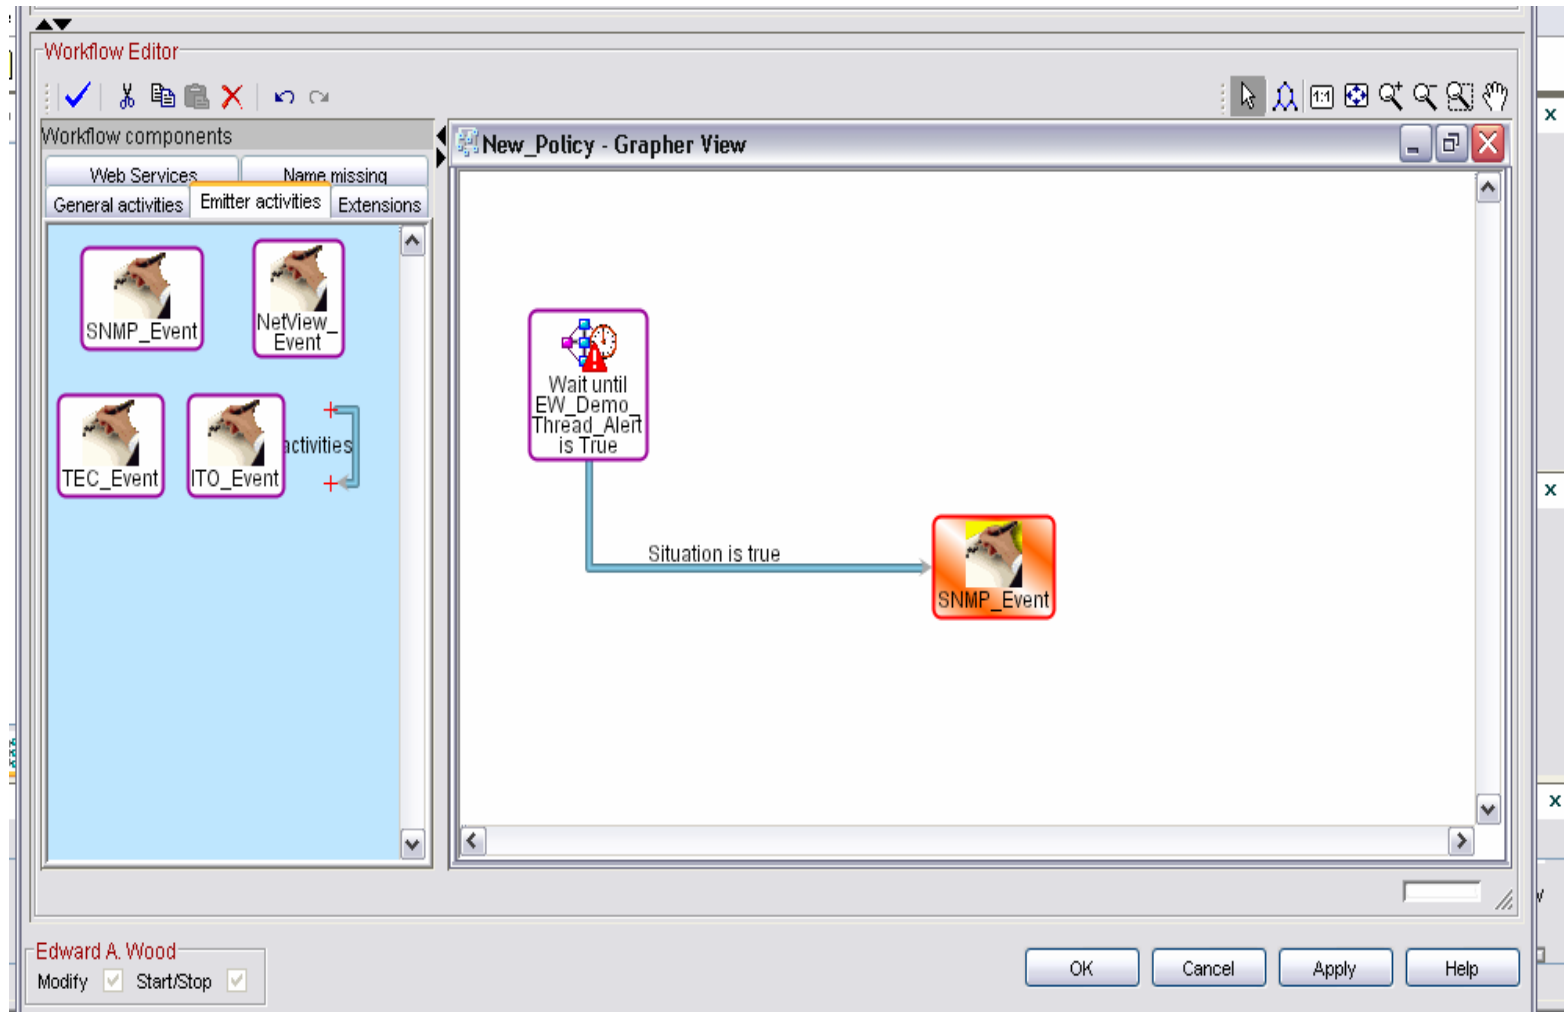 Workflow Editor
1:1
Workflow components
New_Policy - Grapher View
Web Services
Name missing
General activities
Emitter activities
Extensions
SNMP_Event
NetView_
Event
TEC_Event
ITO_Event
activities
Wait until
EW_Demo_
Thread_Alert
is True
Situation is true
SNMP_Event
Edward A. Wood
Modify
Start/Stop
OK
Cancel
Apply
Help